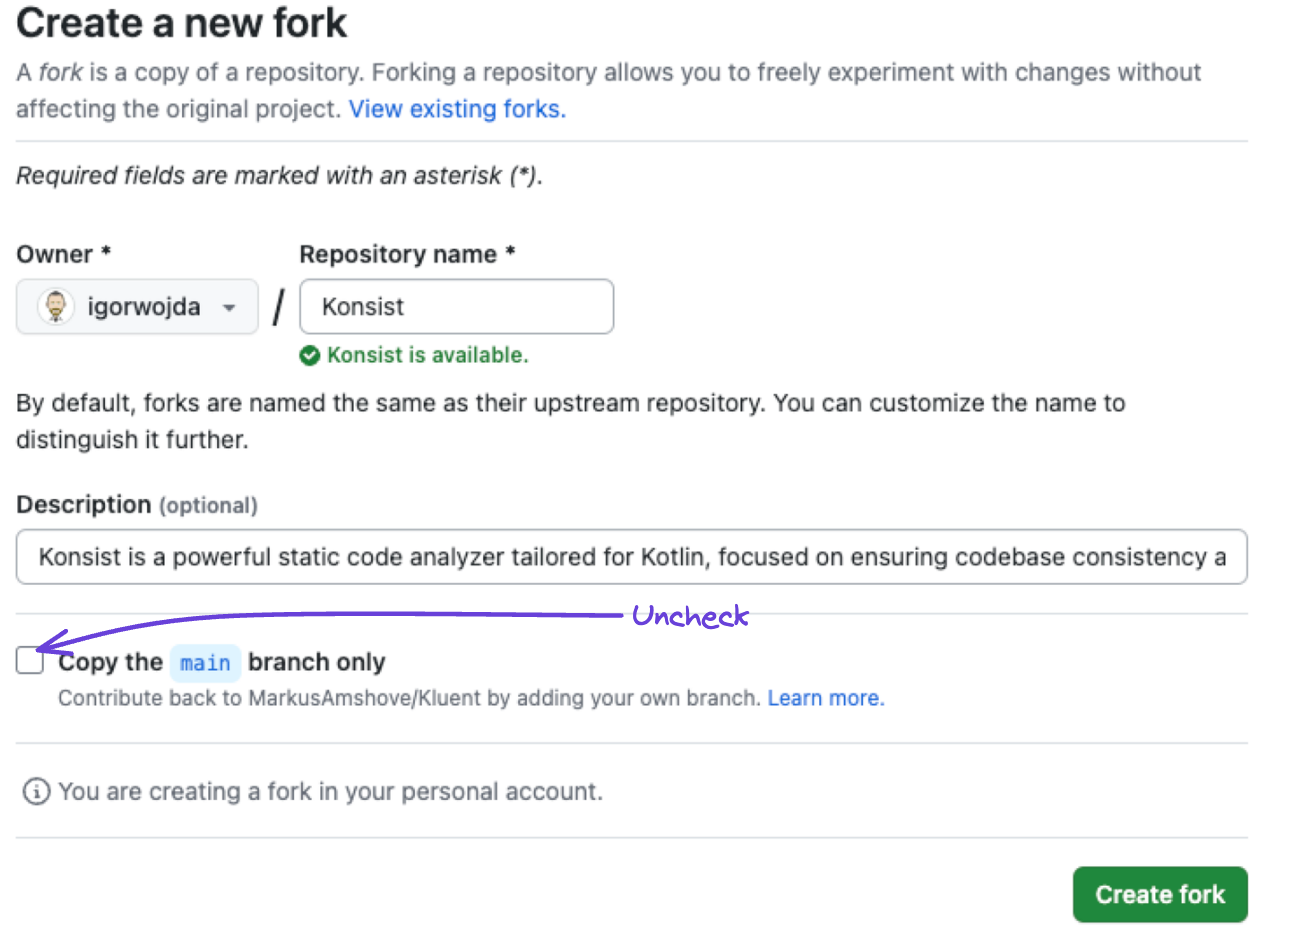 Create a new fork
A fork is a copy of a repository. Forking a repository allows you to freely experiment with changes without
affecting the original project. View existing forks.
Required fields are marked with an asterisk (*).
Owner * Repository name *
igorwojda / Konsist
Konsist is available.
By default, forks are named the same as their upstream repository. You can customize the name to
distinguish it further.
Description (optional)
Konsist is a powerful static code analyzer tailored for Kotlin, focused on ensuring codebase consistency a
Uncheck
Copy the main branch only
Contribute back to MarkusAmshove/Kluent by adding your own branch. Learn more.
You are creating a fork in your personal account.
Create fork